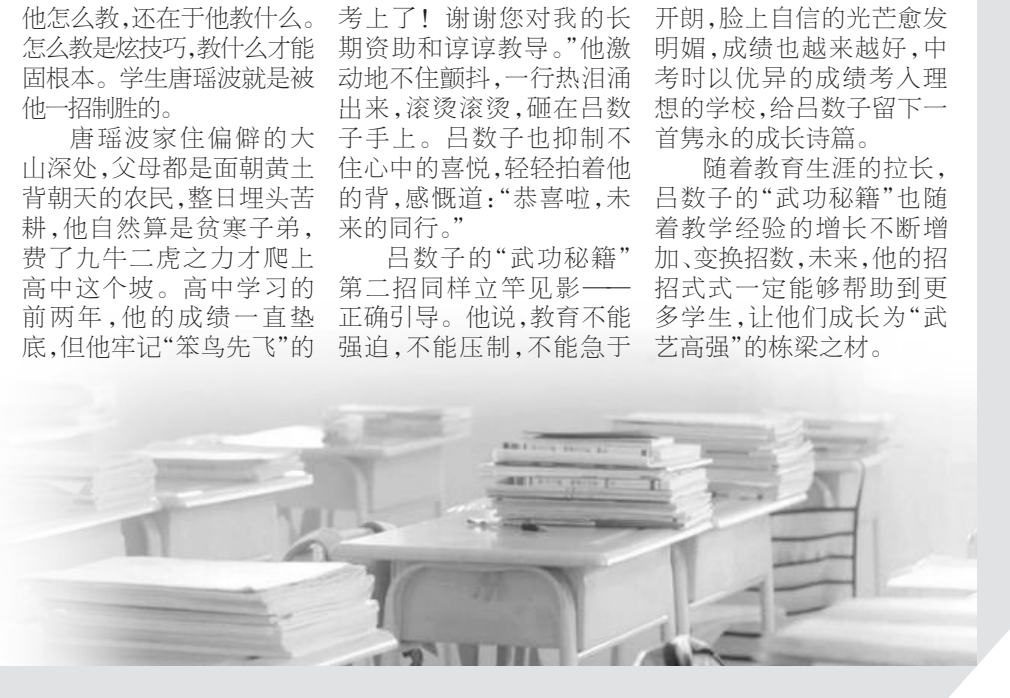 他怎么教,还在于他教什么。
怎么教是炫技巧,教什么才能
固根本。学生唐瑶波就是被
他一招制胜的。
唐瑶波家住偏僻的大
山深处,父母都是面朝黄土
背朝天的农民,整日埋头苦
耕,他自然算是贫寒子弟,
费了九牛二虎之力才爬上
高中这个坡。高中学习的
前两年,他的成绩一直垫
底,但他牢记“笨鸟先飞”的
考上了！谢谢您对我的长
期资助和谆谆教导。”他激
动地不住颤抖,一行热泪涌
出来,滚烫滚烫,砸在吕数
子手上。吕数子也抑制不
住心中的喜悦,轻轻拍着他
的背,感慨道:“恭喜啦,未
来的同行。”
吕数子的“武功秘籍”
第二招同样立竿见影——
正确引导。他说,教育不能
强迫,不能压制,不能急于
开朗,脸上自信的光芒愈发
明媚,成绩也越来越好,中
考时以优异的成绩考入理
想的学校,给吕数子留下一
首隽永的成长诗篇。
随着教育生涯的拉长,
吕数子的“武功秘籍”也随
着教学经验的增长不断增
加、变换招数,未来,他的招
招式式一定能够帮助到更
多学生,让他们成长为“武
艺高强”的栋梁之材。